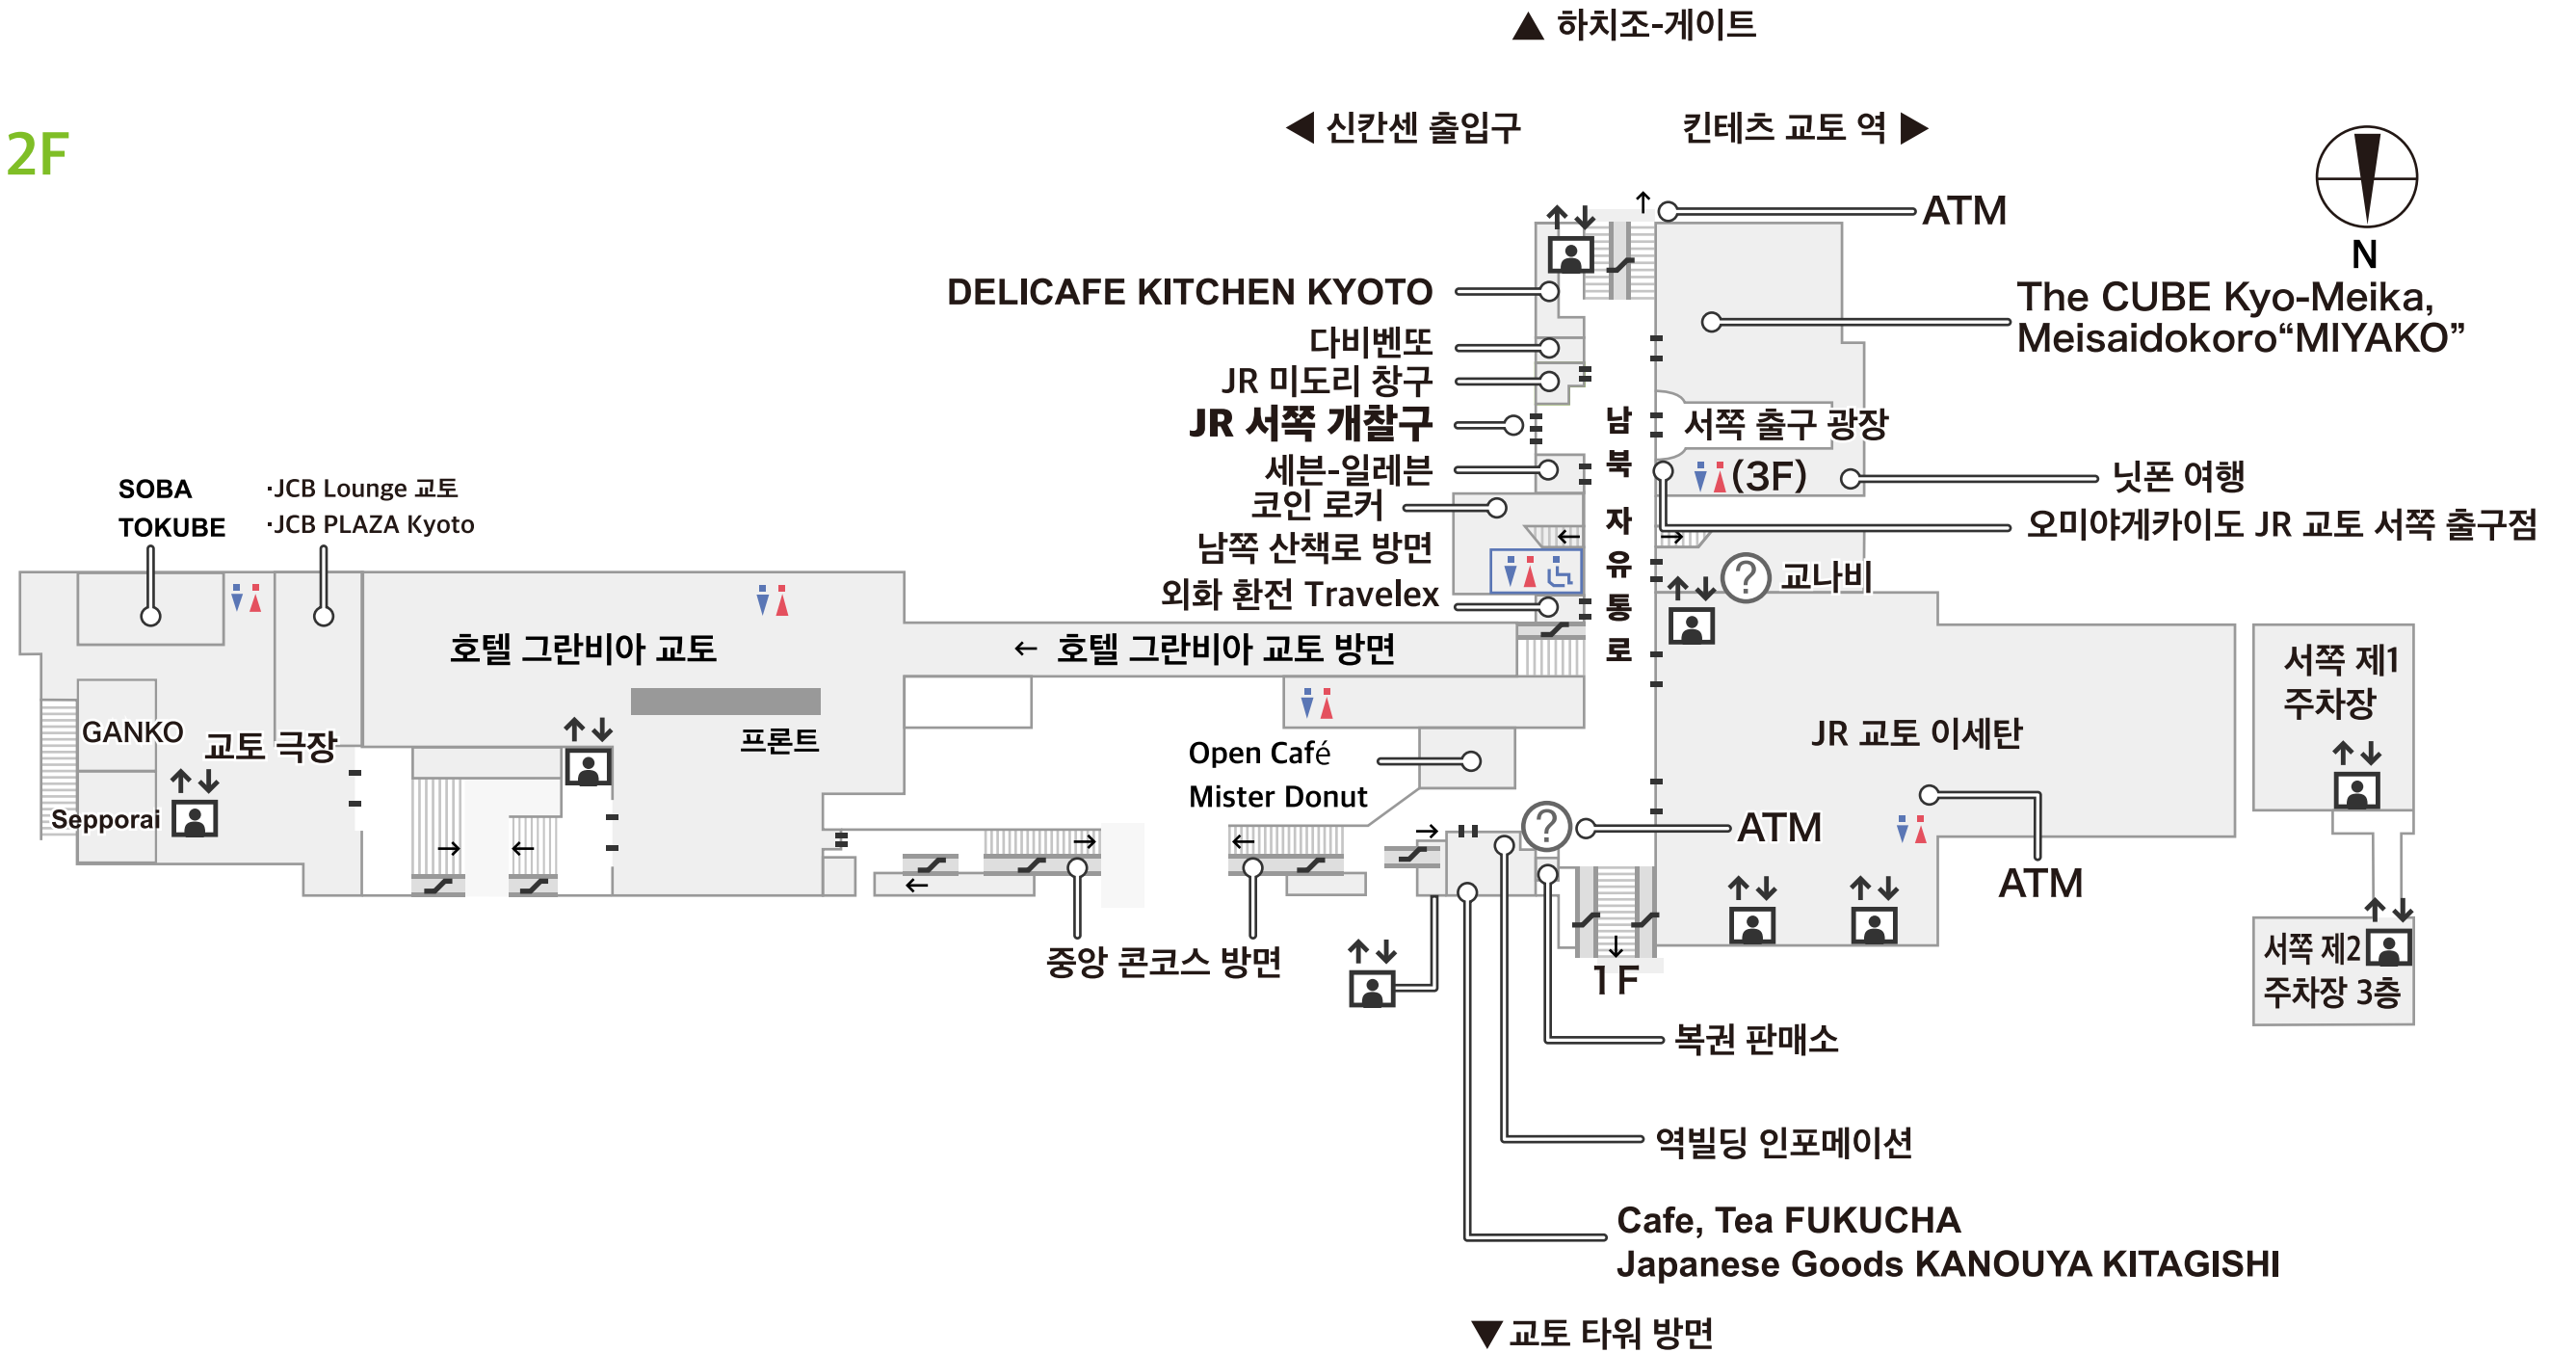 ▲ 하치조-게이트
◀ 신칸센 출입구
킨테츠 교토 역 ▶
2F
N
ATM
DELICAFE KITCHEN KYOTO
The CUBE Kyo-Meika,
Meisaidokoro“MIYAKO”
다비벤또
JR 미도리 창구
JR 서쪽 개찰구
세븐-일레븐
코인 로커
남쪽 산책로 방면
외화 환전 Travelex
남북 자유통로
서쪽 출구 광장
(3F)
닛폰 여행
오미야게카이도 JR 교토 서쪽 출구점
? 교나비
SOBA
TOKUBE
·JCB Lounge 교토
·JCB PLAZA Kyoto
호텔 그란비아 교토
← 호텔 그란비아 교토 방면
프론트
GANKO
교토 극장
Sepporai
Open Café
Mister Donut
JR 교토 이세탄
서쪽 제1
주차장
?
ATM
ATM
중앙 콘코스 방면
1F
서쪽 제2
주차장 3층
복권 판매소
역빌딩 인포메이션
Cafe, Tea FUKUCHA
Japanese Goods KANOUYA KITAGISHI
▼ 교토 타워 방면